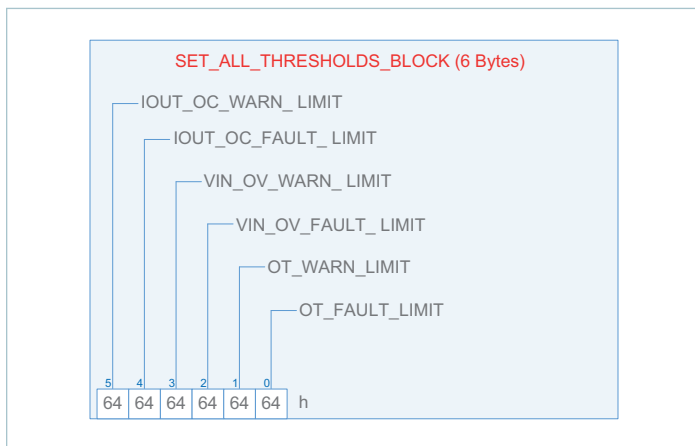 SET_ALL_THRESHOLDS_BLOCK (6 Bytes)
IOUT_OC_WARN_ LIMIT
IOUT_OC_FAULT_ LIMIT
VIN_OV_WARN_ LIMIT
VIN_OV_FAULT_ LIMIT
OT_WARN_LIMIT
OT_FAULT_LIMIT
5 4 3 2 1 0
64 64 64 64 64 64 h